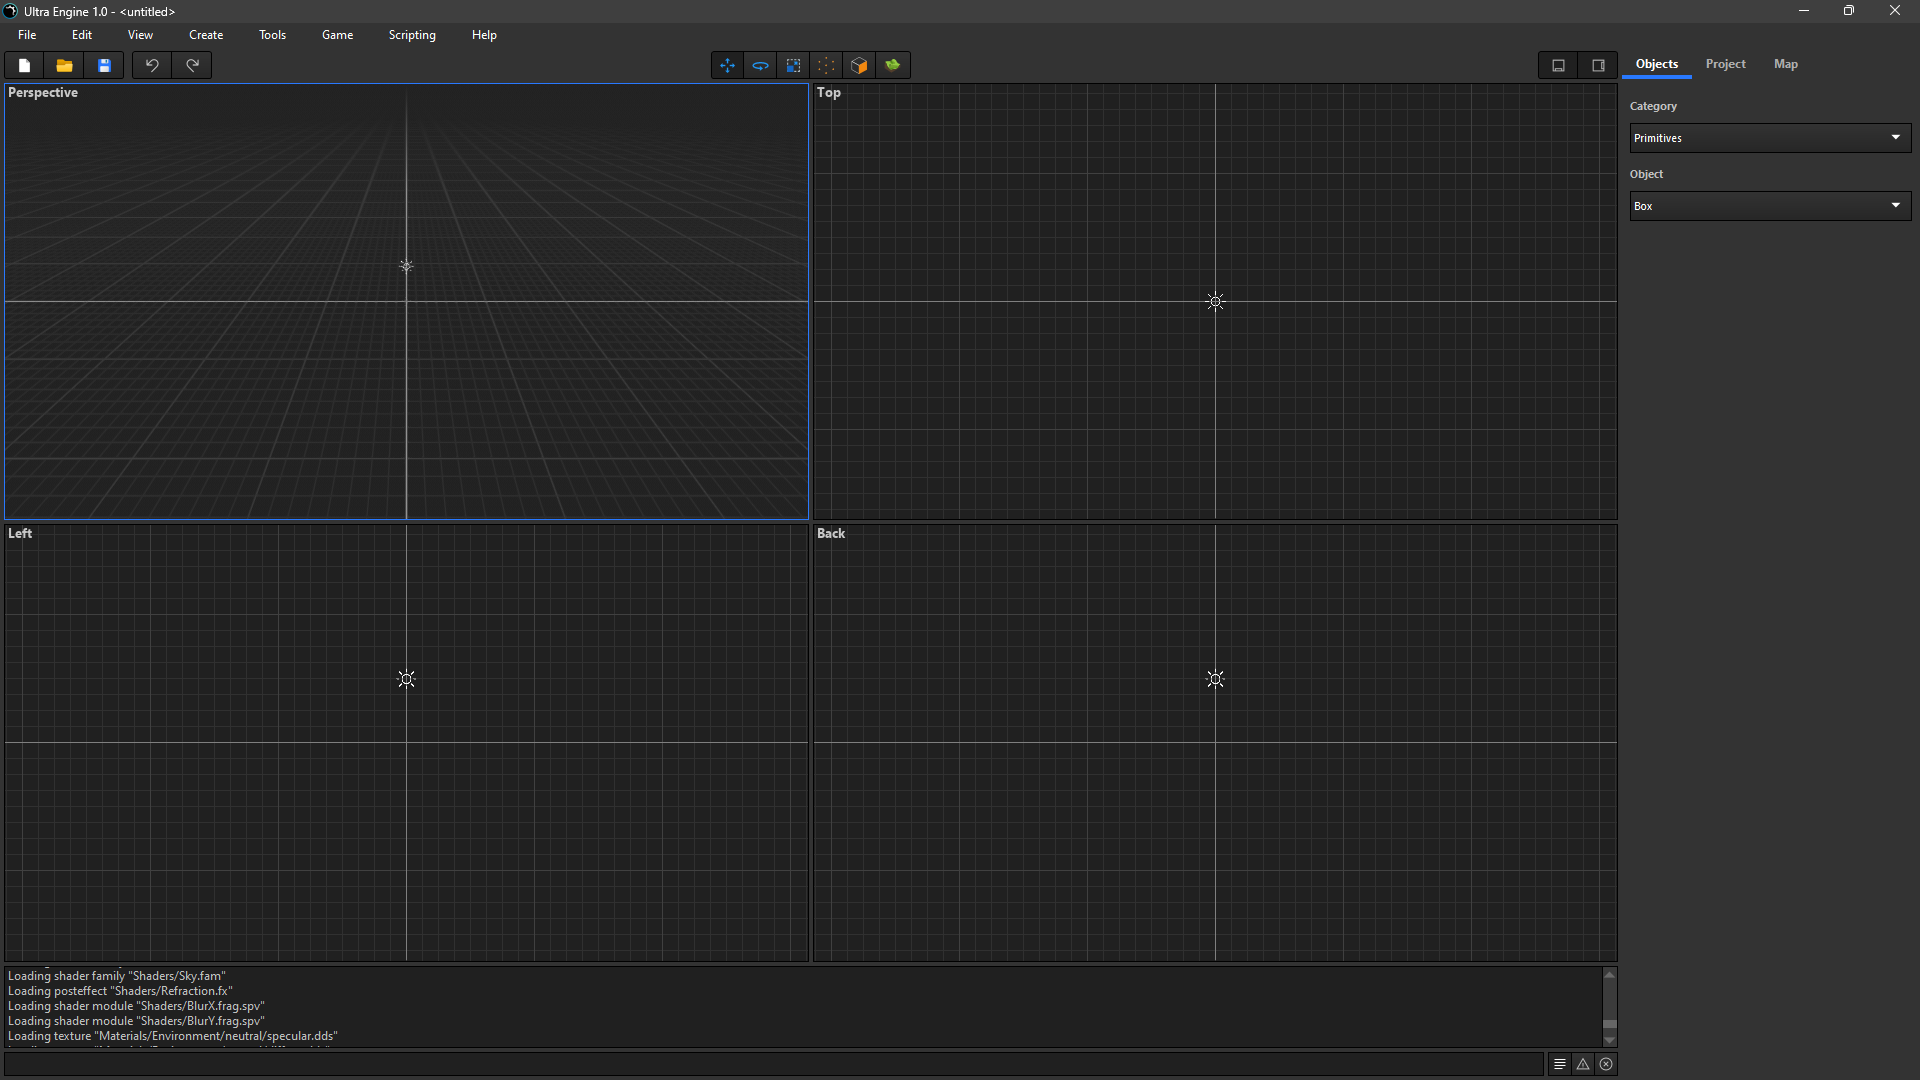 Ultra Engine 1.0 - <untitled>
File Edit View Create Tools Game Scripting Help
Objects Project Map
Perspective
Top
Category
Primitives
Object
Box
Left
Back
Loading shader family "Shaders/Sky.fam"
Loading posteffect "Shaders/Refraction.fx"
Loading shader module "Shaders/BlurX.frag.spv"
Loading shader module "Shaders/BlurY.frag.spv"
Loading texture "Materials/Environment/neutral/specular.dds"